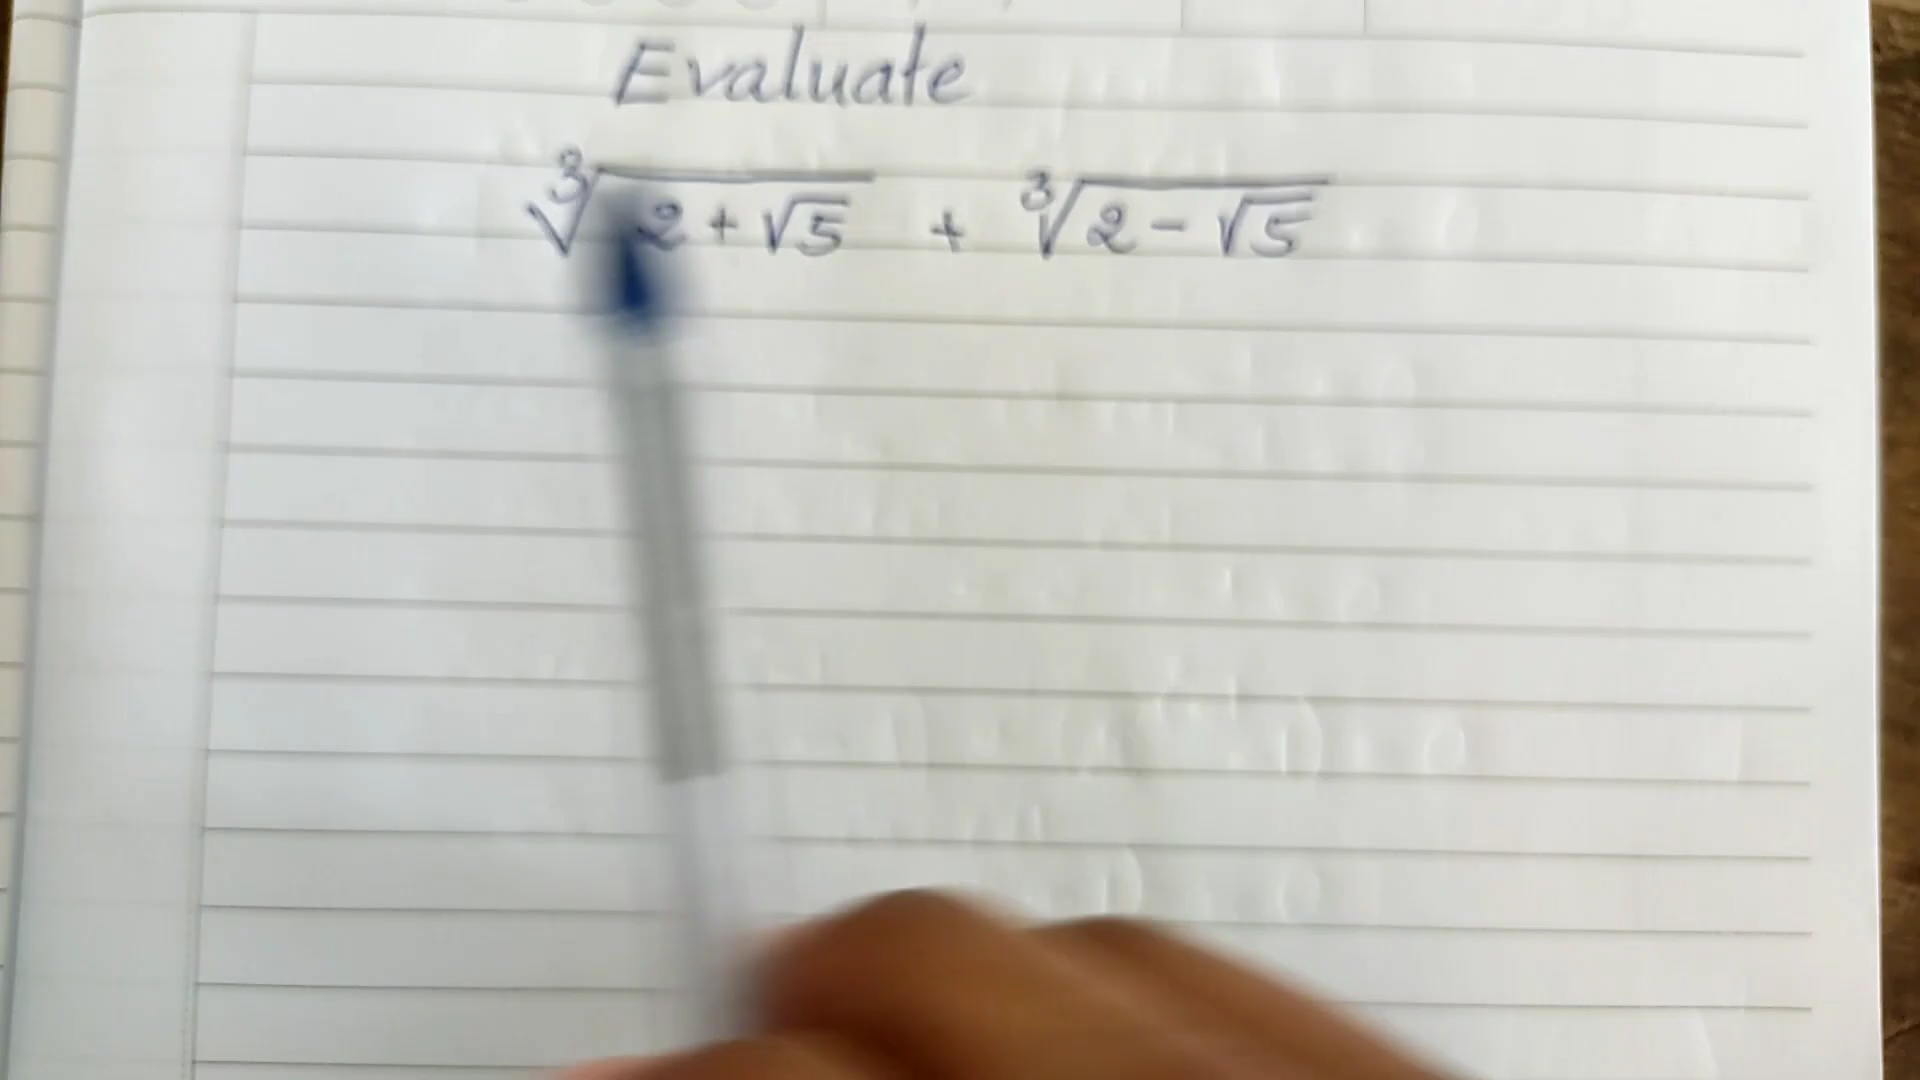 Evaluate
∛(2 + √5) + ∛(2 - √5)